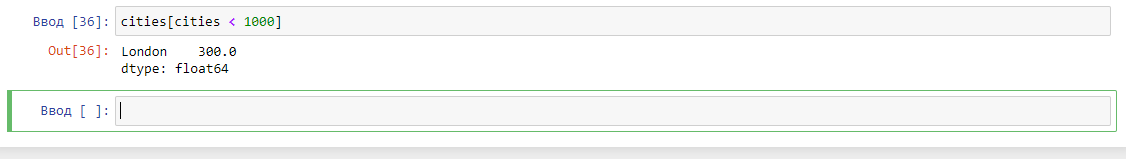 Ввод [36]: cities[cities < 1000]
Out[36]: London    300.0
dtype: float64
Ввод [ ]: